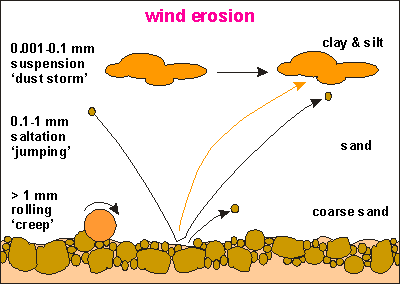 wind erosion
0.001-0.1 mm
suspension
'dust storm'
clay & silt
0.1-1 mm
saltation
'jumping'
sand
> 1 mm
rolling
'creep'
coarse sand